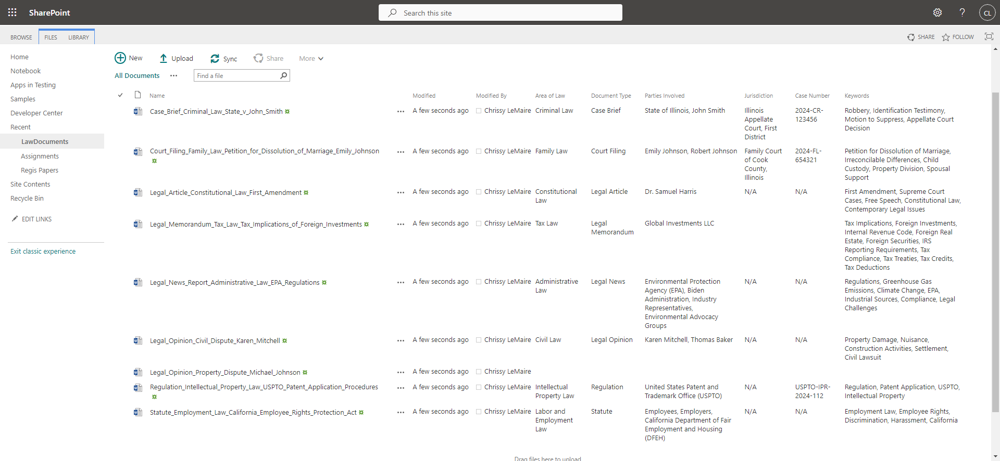 SharePoint
Search this site
?
CL
BROWSE
FILES
LIBRARY
SHARE
FOLLOW
Home
Notebook
Apps in Testing
Samples
Developer Center
Recent
LawDocuments
Assignments
Regis Papers
Site Contents
Recycle Bin
EDIT LINKS
Exit classic experience
New
Upload
Sync
Share
More
All Documents
...
Find a file
Name
Modified
Modified By
Area of Law
Document Type
Parties Involved
Jurisdiction
Case Number
Keywords
Case_Brief_Criminal_Law_State_v_John_Smith
...
A few seconds ago
Chrissy LeMaire
Criminal Law
Case Brief
State of Illinois, John Smith
Illinois
Appellate
Court, First
District
2024-CR-
123456
Robbery, Identification Testimony,
Motion to Suppress, Appellate Court
Decision
Court_Filing_Family_Law_Petition_for_Dissolution_of_Marriage_Emily_Johnson
...
A few seconds ago
Chrissy LeMaire
Family Law
Court Filing
Emily Johnson, Robert Johnson
Family Court
of Cook
County,
Illinois
2024-FL-
654321
Petition for Dissolution of Marriage,
Irreconcilable Differences, Child
Custody, Property Division, Spousal
Support
Legal_Article_Constitutional_Law_First_Amendment
...
A few seconds ago
Chrissy LeMaire
Constitutional
Law
Legal Article
Dr. Samuel Harris
N/A
N/A
First Amendment, Supreme Court
Cases, Free Speech, Constitutional Law,
Contemporary Legal Issues
Legal_Memorandum_Tax_Law_Tax_Implications_of_Foreign_Investments
...
A few seconds ago
Chrissy LeMaire
Tax Law
Legal
Memorandum
Global Investments LLC
Tax Implications, Foreign Investments,
Internal Revenue Code, Foreign Real
Estate, Foreign Securities, IRS
Reporting Requirements, Tax
Compliance, Tax Treaties, Tax Credits,
Tax Deductions
Legal_News_Report_Administrative_Law_EPA_Regulations
...
A few seconds ago
Chrissy LeMaire
Administrative
Law
Legal News
Environmental Protection
Agency (EPA), Biden
Administration, Industry
Representatives,
Environmental Advocacy
Groups
N/A
N/A
Regulations, Greenhouse Gas
Emissions, Climate Change, EPA,
Industrial Sources, Compliance, Legal
Challenges
Legal_Opinion_Civil_Dispute_Karen_Mitchell
...
A few seconds ago
Chrissy LeMaire
Civil Law
Legal Opinion
Karen Mitchell, Thomas Baker
N/A
N/A
Property Damage, Nuisance,
Construction Activities, Settlement,
Civil Lawsuit
Legal_Opinion_Property_Dispute_Michael_Johnson
...
A few seconds ago
Chrissy LeMaire
Regulation_Intellectual_Property_Law_USPTO_Patent_Application_Procedures
...
A few seconds ago
Chrissy LeMaire
Intellectual
Property Law
Regulation
United States Patent and
Trademark Office (USPTO)
N/A
USPTO-IPR-
2024-112
Regulation, Patent Application, USPTO,
Intellectual Property
Statute_Employment_Law_California_Employee_Rights_Protection_Act
...
A few seconds ago
Chrissy LeMaire
Labor and
Employment
Law
Statute
Employees, Employers,
California Department of Fair
Employment and Housing
(DFEH)
N/A
N/A
Employment Law, Employee Rights,
Discrimination, Harassment, California
Drag files here to upload